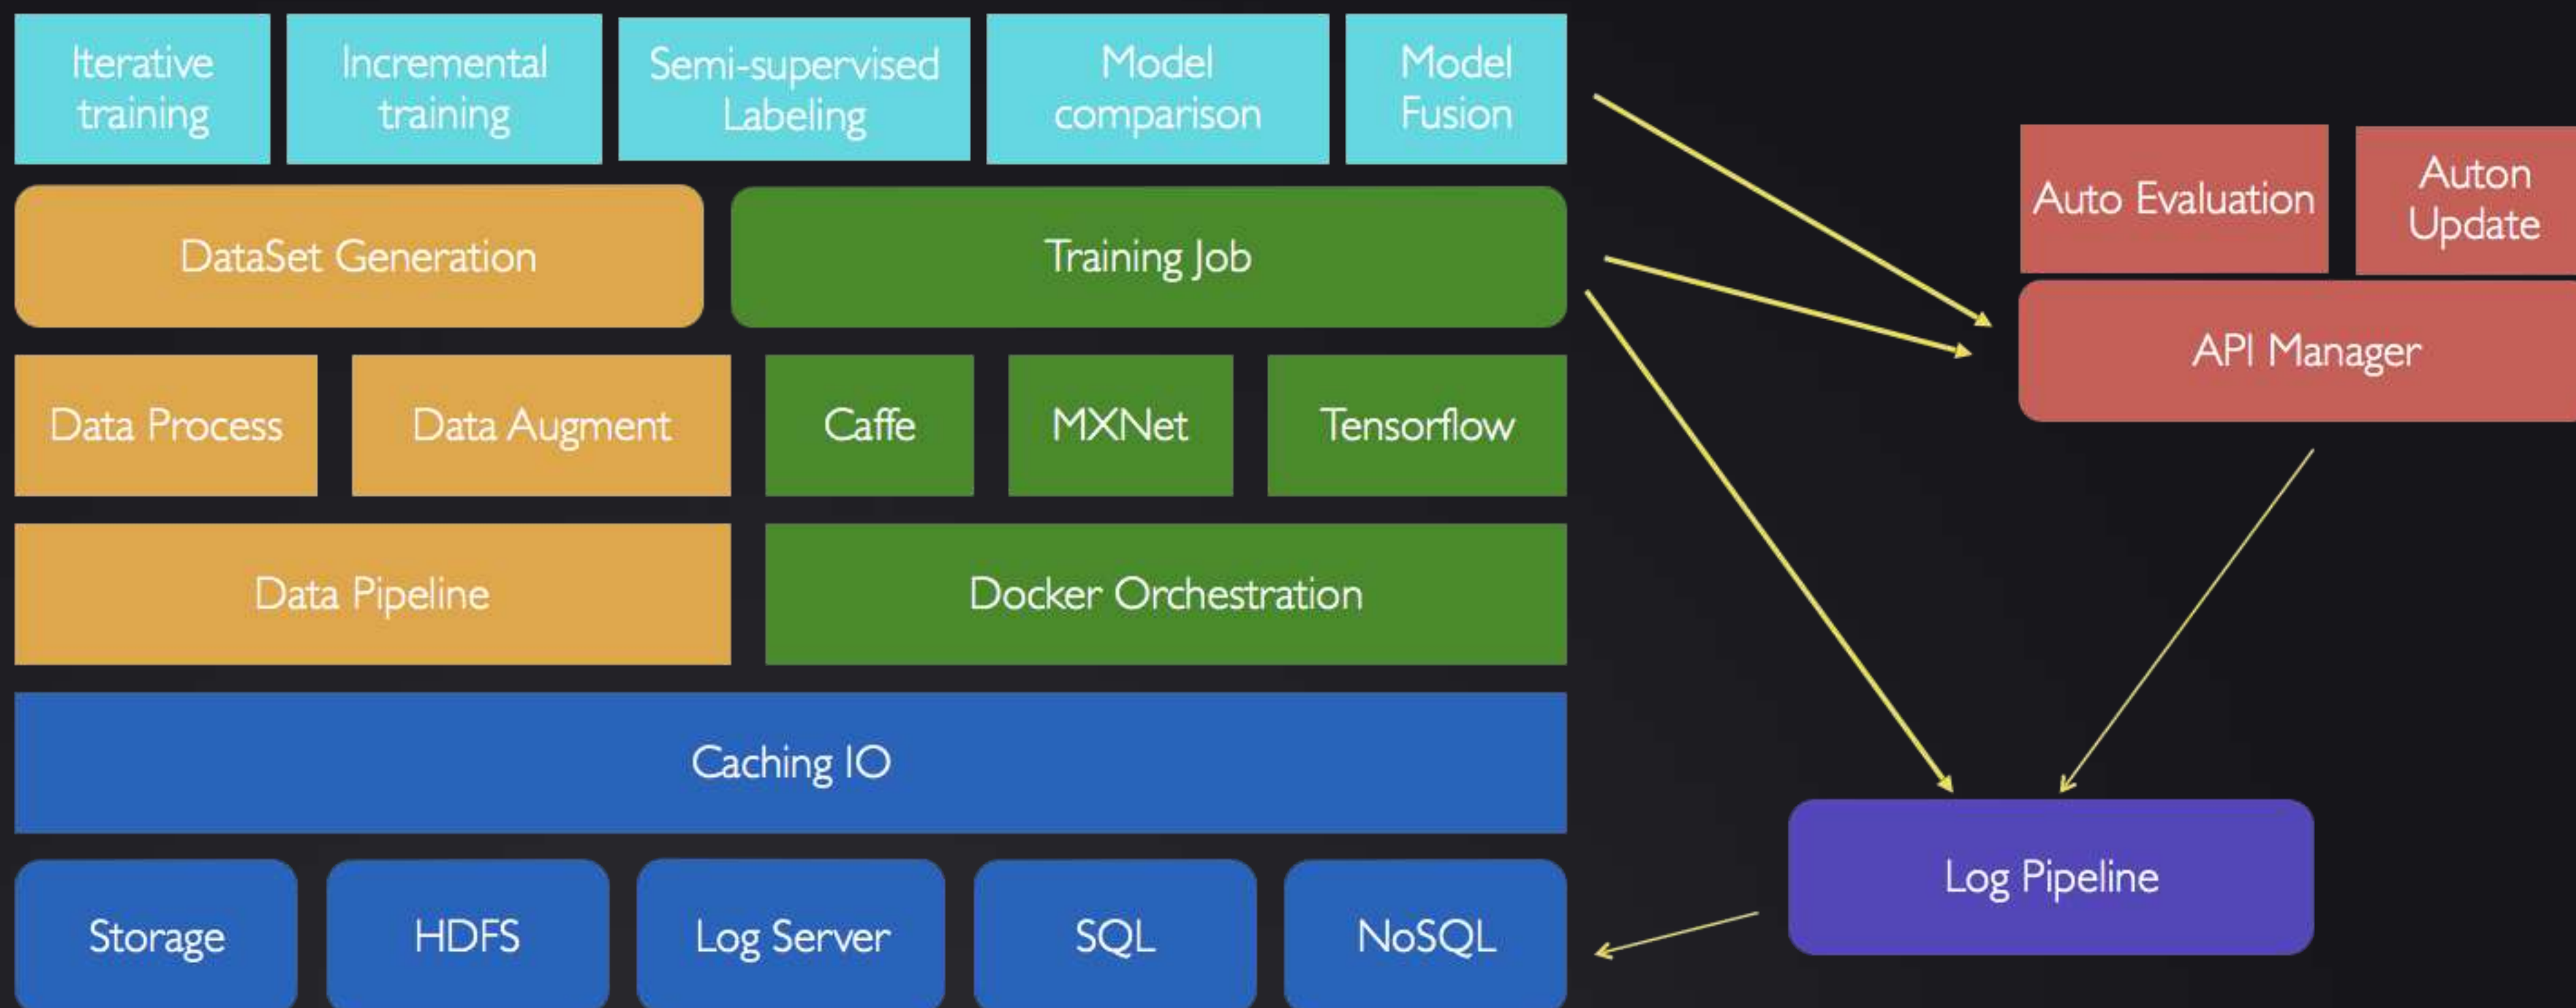 Iterative
training
Incremental
training
Semi-supervised
Labeling
Model
comparison
Model
Fusion
Auto Evaluation
Auton
Update
DataSet Generation
Training Job
API Manager
Data Process
Data Augment
Caffe
MXNet
Tensorflow
Data Pipeline
Docker Orchestration
Caching IO
Log Pipeline
Storage
HDFS
Log Server
SQL
NoSQL